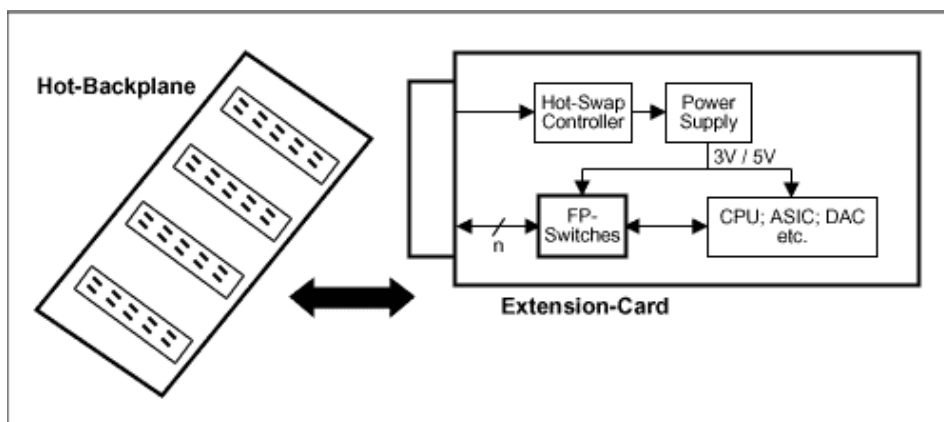 Hot-Backplane
Hot-Swap
Controller
Power
Supply
3V / 5V
FP-
Switches
CPU; ASIC; DAC
etc.
n
Extension-Card